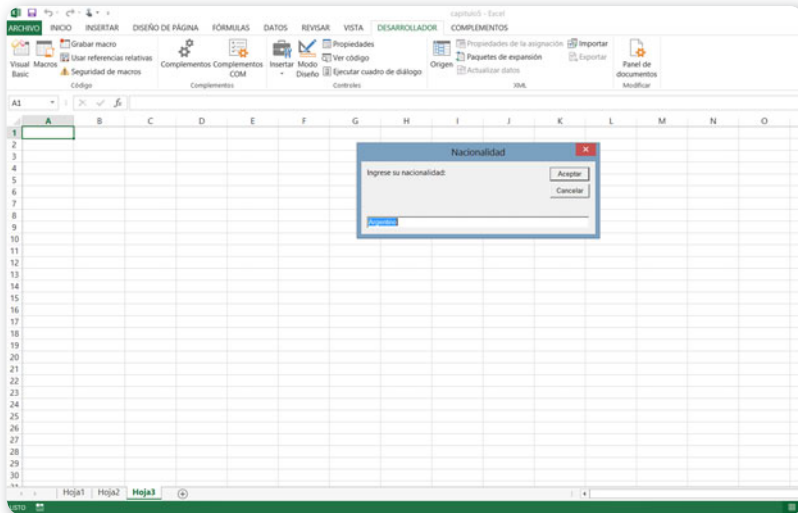 capitulo5 - Excel
ARCHIVO INICIO INSERTAR DISEÑO DE PÁGINA FÓRMULAS DATOS REVISAR VISTA DESARROLLADOR COMPLEMENTOS
Visual Basic
Macros
Grabar macro
Usar referencias relativas
Seguridad de macros
Código
Complementos
Complementos COM
Complementos
Insertar
Modo Diseño
Propiedades
Ver código
Ejecutar cuadro de diálogo
Controles
Origen
Propiedades de la asignación
Paquetes de expansión
Actualizar datos
Importar
Exportar
XML
Panel de documentos
Modificar
A1 fx
A B C D E F G H I J K L M N O
1
2
3
4
5
6
7
8
9
10
11
12
13
14
15
16
17
18
19
20
21
22
23
24
25
26
27
28
29
30
Nacionalidad
Ingrese su nacionalidad:
Aceptar
Cancelar
Hoja1 Hoja2 Hoja3
LISTO